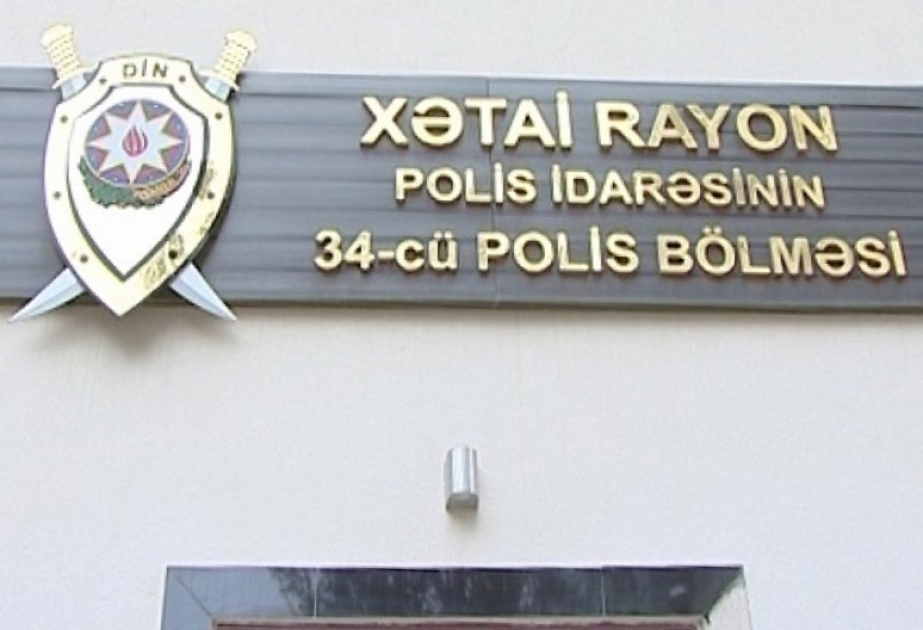 DİN
XƏTAİ RAYON
POLİS İDARƏSİNİN
34-cü POLİS BÖLMƏSİ